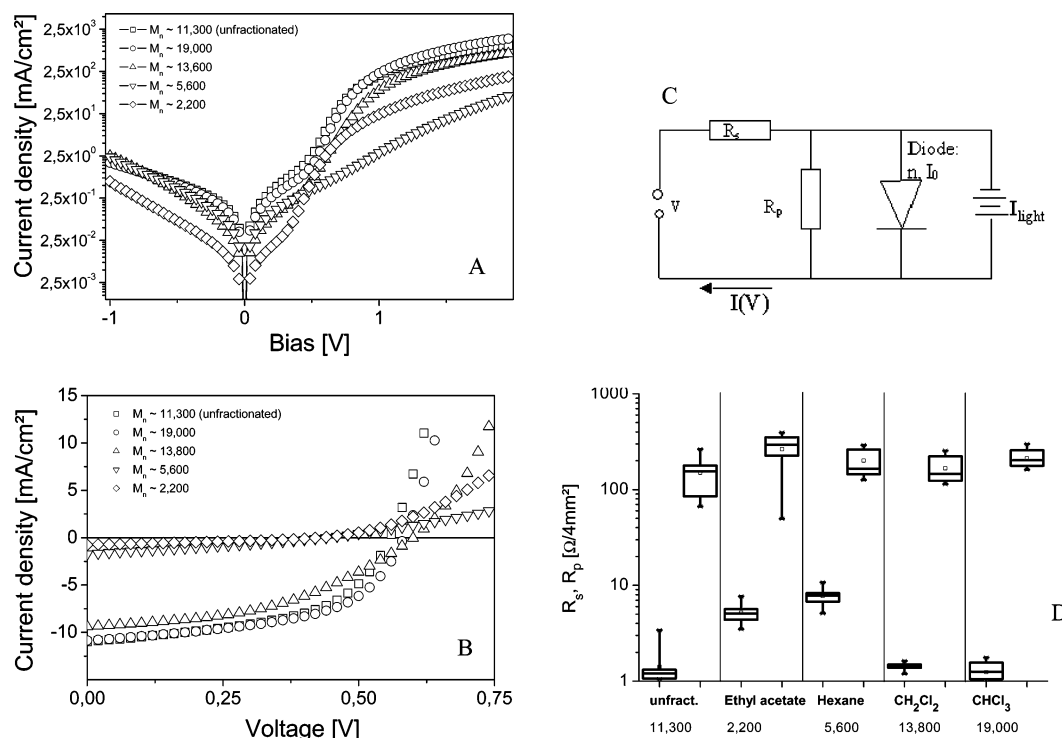 Current density [mA/cm²]
2,5x10³
2,5x10²
2,5x10¹
2,5x10⁰
2,5x10⁻¹
2,5x10⁻²
2,5x10⁻³
Mₙ ~ 11,300 (unfractionated)
Mₙ ~ 19,000
Mₙ ~ 13,600
Mₙ ~ 5,600
Mₙ ~ 2,200
A
-1
0
1
Bias [V]
C
Rₛ
V
Rₚ
Diode:
n, I₀
I_light
I(V)
Current density [mA/cm²]
15
10
5
0
-5
-10
Mₙ ~ 11,300 (unfractionated)
Mₙ ~ 19,000
Mₙ ~ 13,800
Mₙ ~ 5,600
Mₙ ~ 2,200
B
0,00
0,25
0,50
0,75
Voltage [V]
Rₛ, Rₚ [Ω/4mm²]
1000
100
10
1
D
unfract. Ethyl acetate Hexane CH₂Cl₂ CHCl₃
11,300 2,200 5,600 13,800 19,000